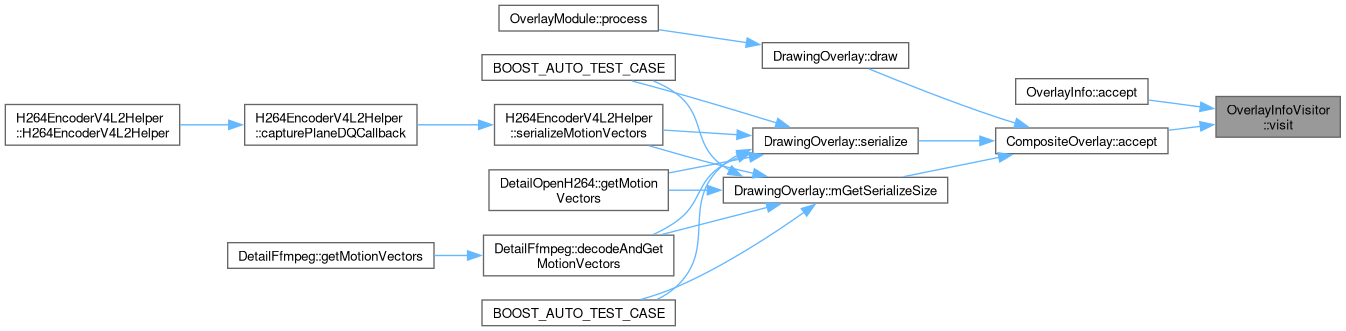 OverlayModule::process
DrawingOverlay::draw
BOOST_AUTO_TEST_CASE
OverlayInfo::accept
OverlayInfoVisitor
::visit
H264EncoderV4L2Helper
::H264EncoderV4L2Helper
H264EncoderV4L2Helper
::capturePlaneDQCallback
H264EncoderV4L2Helper
::serializeMotionVectors
DrawingOverlay::serialize
CompositeOverlay::accept
DetailOpenH264::getMotion
Vectors
DrawingOverlay::mGetSerializeSize
DetailFfmpeg::getMotionVectors
DetailFfmpeg::decodeAndGet
MotionVectors
BOOST_AUTO_TEST_CASE